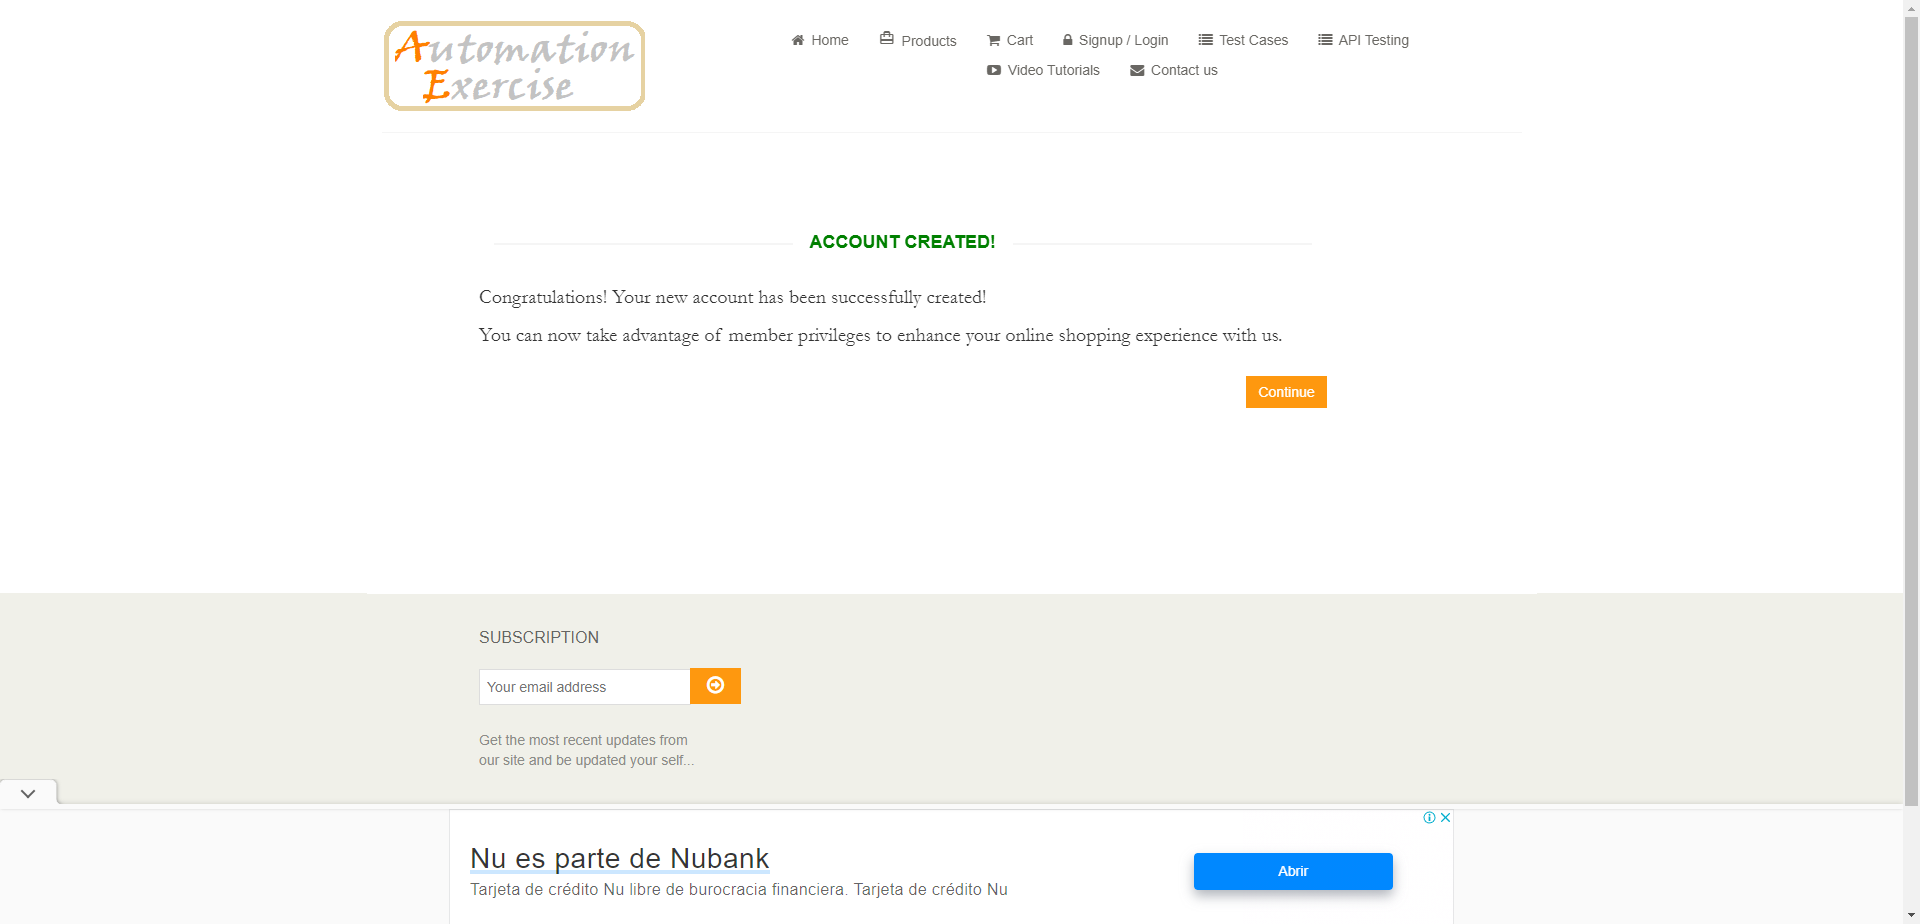 Automation
Exercise
Home
Products
Cart
Signup / Login
Test Cases
API Testing
Video Tutorials
Contact us
ACCOUNT CREATED!
Congratulations! Your new account has been successfully created!
You can now take advantage of member privileges to enhance your online shopping experience with us.
Continue
SUBSCRIPTION
Your email address
Get the most recent updates from
our site and be updated your self...
Nu es parte de Nubank
Tarjeta de crédito Nu libre de burocracia financiera. Tarjeta de crédito Nu
Abrir